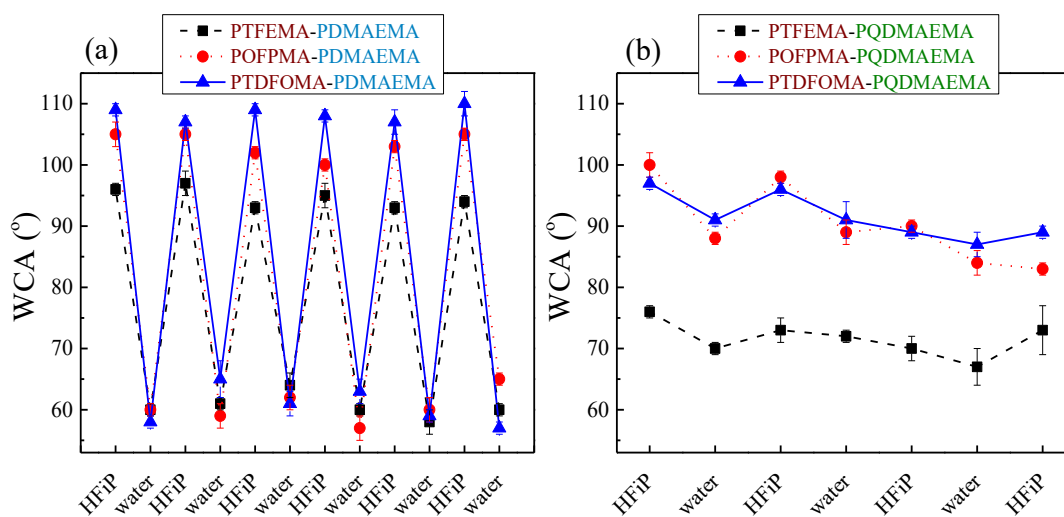 (a)
PTFEMA-PDMAEMA
POFPMA-PDMAEMA
PTDFOMA-PDMAEMA
WCA (°)
110
100
90
80
70
60
HFiP
water
HFiP
water
HFiP
water
HFiP
water
HFiP
water
HFiP
water
(b)
PTFEMA-PQDMAEMA
POFPMA-PQDMAEMA
PTDFOMA-PQDMAEMA
WCA (°)
110
100
90
80
70
60
HFiP
water
HFiP
water
HFiP
water
HFiP